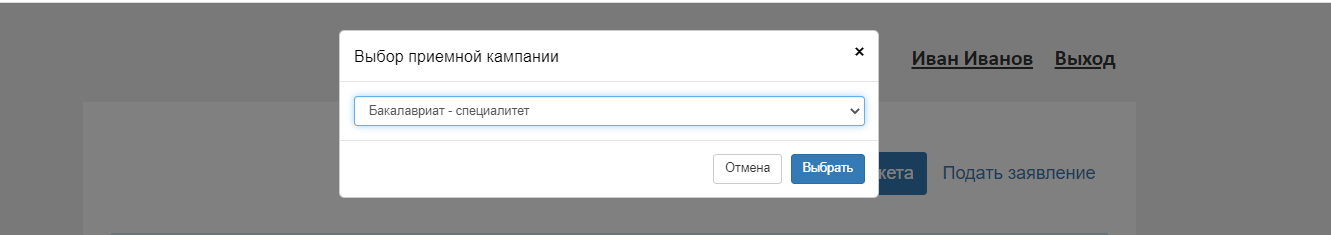 Выбор приемной кампании
×
Иван Иванов Выход
Бакалавриат - специалитет
Отмена Выбрать
кета Подать заявление